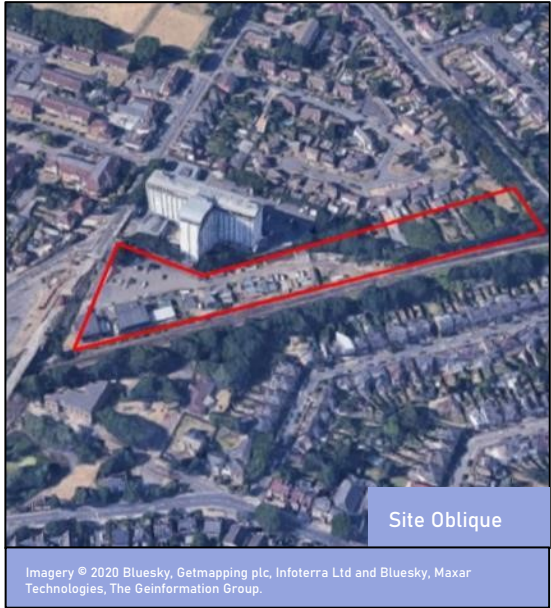 Site Oblique
Imagery © 2020 Bluesky, Getmapping plc, Infoterra Ltd and Bluesky, Maxar
Technologies, The Geinformation Group.